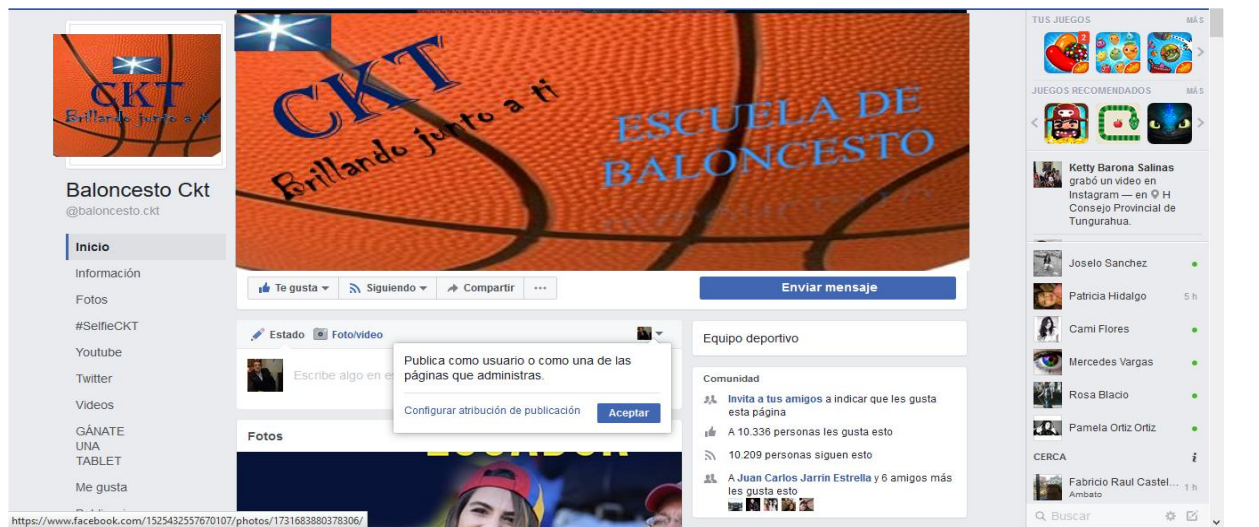 CKT
Brillando junto a ti
Baloncesto Ckt
@baloncesto.ckt
Inicio
Información
Fotos
#SelfieCKT
Youtube
Twitter
Videos
GÁNATE
UNA
TABLET
Me gusta
https://www.facebook.com/1525432557670107/photos/1731683880378306/
CKT
Brillando junto a ti
ESCUELA DE
BALONCESTO
Te gusta
Siguiendo
Compartir
Enviar mensaje
Estado
Foto/video
Escribe algo en e
Publica como usuario o como una de las
páginas que administras.
Configurar atribución de publicación
Aceptar
Fotos
ECUADOR
Equipo deportivo
Comunidad
Invita a tus amigos a indicar que les gusta
esta página
A 10.336 personas les gusta esto
10.209 personas siguen esto
A Juan Carlos Jarrín Estrella y 6 amigos más
les gusta esto
TUS JUEGOS MÁS
2
JUEGOS RECOMENDADOS MÁS
Ketty Barona Salinas
grabó un video en
Instagram — en H
Consejo Provincial de
Tungurahua.
Joselo Sanchez
Patricia Hidalgo 5 h
Cami Flores
Mercedes Vargas
Rosa Blacio
Pamela Ortiz Ortiz
CERCA
Fabricio Raul Castel... 1 h
Ambato
Buscar